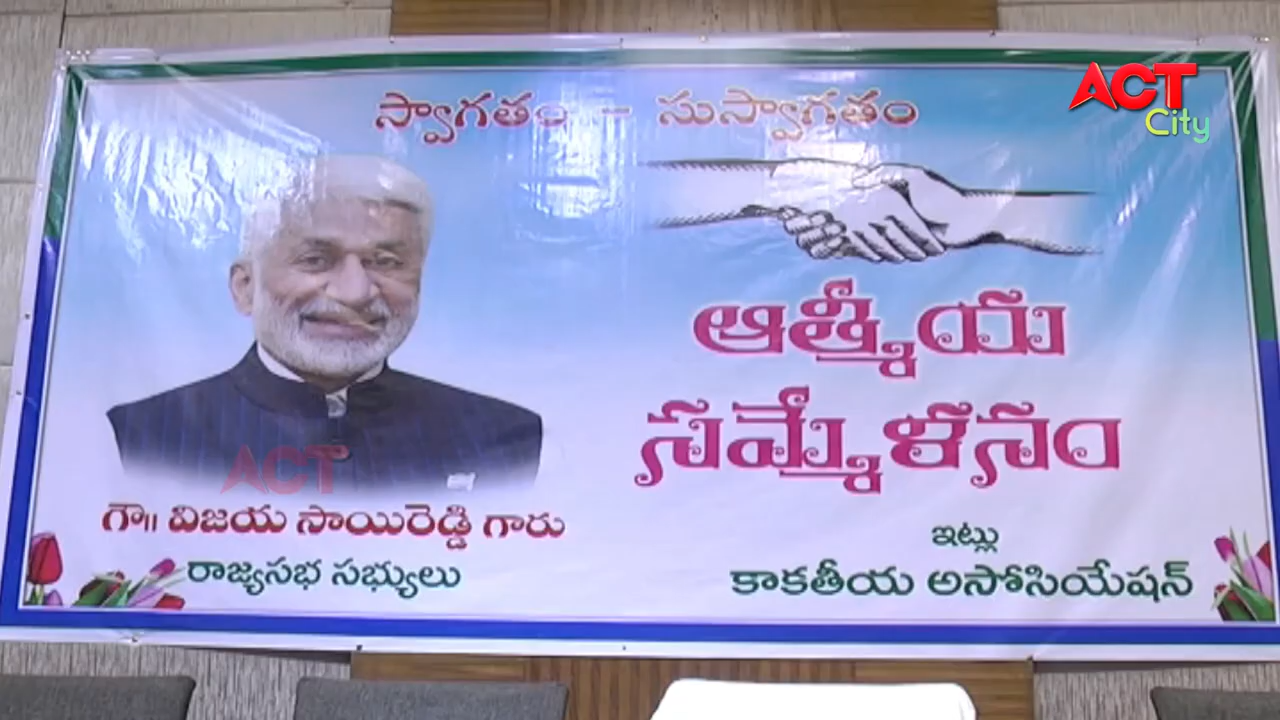 ACT
City
స్వాగతం - సుస్వాగతం
ఆత్మీయ
సమ్మేళనం
ACT
గౌ॥ విజయ సాయిరెడ్డి గారు
రాజ్యసభ సభ్యులు
ఇట్లు
కాకతీయ అసోసియేషన్